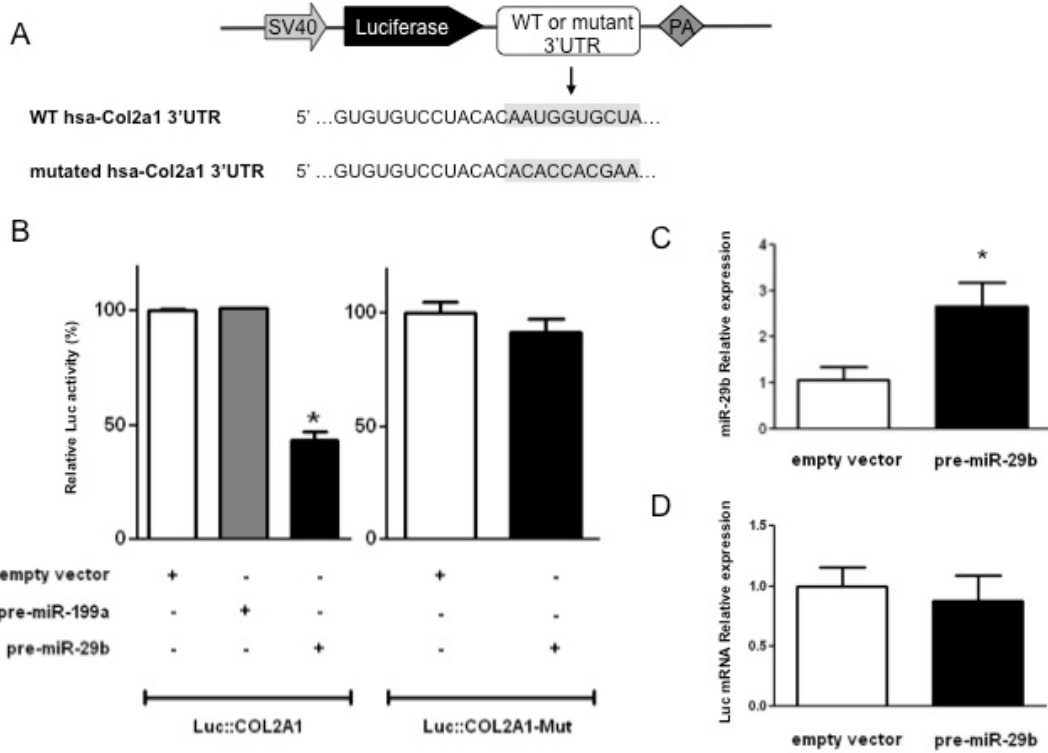 A
SV40
Luciferase
WT or mutant
3'UTR
PA
WT hsa-Col2a1 3'UTR 5' ...GUGUGUCCUACACAAUGGUGCUA...
mutated hsa-Col2a1 3'UTR 5' ...GUGUGUCCUACACACACCACGAA...
B
Relative Luc activity (%)
100
50
0
*
100
50
0
empty vector + - - + -
pre-miR-199a - + - - -
pre-miR-29b - - + - +
Luc::COL2A1
Luc::COL2A1-Mut
C
miR-29b Relative expression
4
3
2
1
0
*
empty vector pre-miR-29b
D
Luc mRNA Relative expression
1.5
1.0
0.5
0.0
empty vector pre-miR-29b